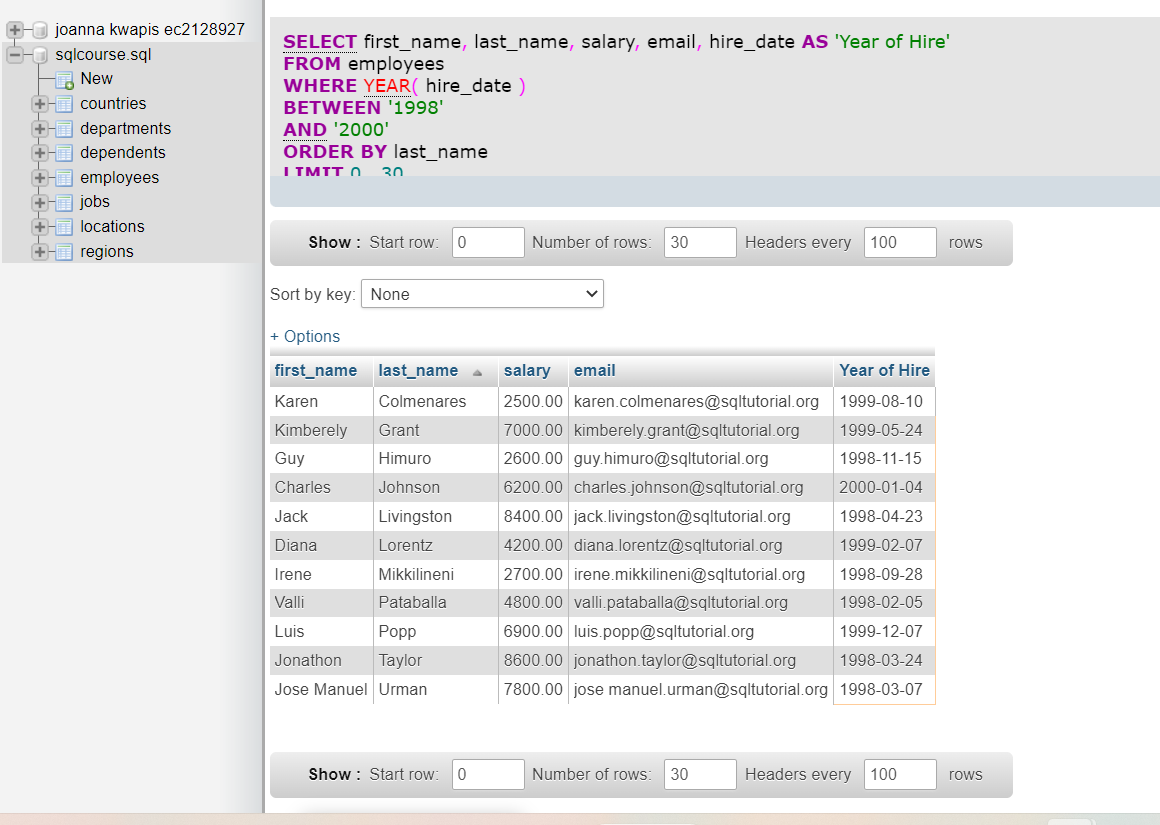 joanna kwapis ec2128927
sqlcourse.sql
New
countries
departments
dependents
employees
jobs
locations
regions
SELECT first_name, last_name, salary, email, hire_date AS 'Year of Hire'
FROM employees
WHERE YEAR( hire_date )
BETWEEN '1998'
AND '2000'
ORDER BY last_name
LIMIT 0 , 30
Show : Start row: 0 Number of rows: 30 Headers every 100 rows
Sort by key: None
+ Options
first_name last_name salary email Year of Hire
Karen Colmenares 2500.00 karen.colmenares@sqltutorial.org 1999-08-10
Kimberely Grant 7000.00 kimberely.grant@sqltutorial.org 1999-05-24
Guy Himuro 2600.00 guy.himuro@sqltutorial.org 1998-11-15
Charles Johnson 6200.00 charles.johnson@sqltutorial.org 2000-01-04
Jack Livingston 8400.00 jack.livingston@sqltutorial.org 1998-04-23
Diana Lorentz 4200.00 diana.lorentz@sqltutorial.org 1999-02-07
Irene Mikkilineni 2700.00 irene.mikkilineni@sqltutorial.org 1998-09-28
Valli Pataballa 4800.00 valli.pataballa@sqltutorial.org 1998-02-05
Luis Popp 6900.00 luis.popp@sqltutorial.org 1999-12-07
Jonathon Taylor 8600.00 jonathon.taylor@sqltutorial.org 1998-03-24
Jose Manuel Urman 7800.00 jose manuel.urman@sqltutorial.org 1998-03-07
Show : Start row: 0 Number of rows: 30 Headers every 100 rows